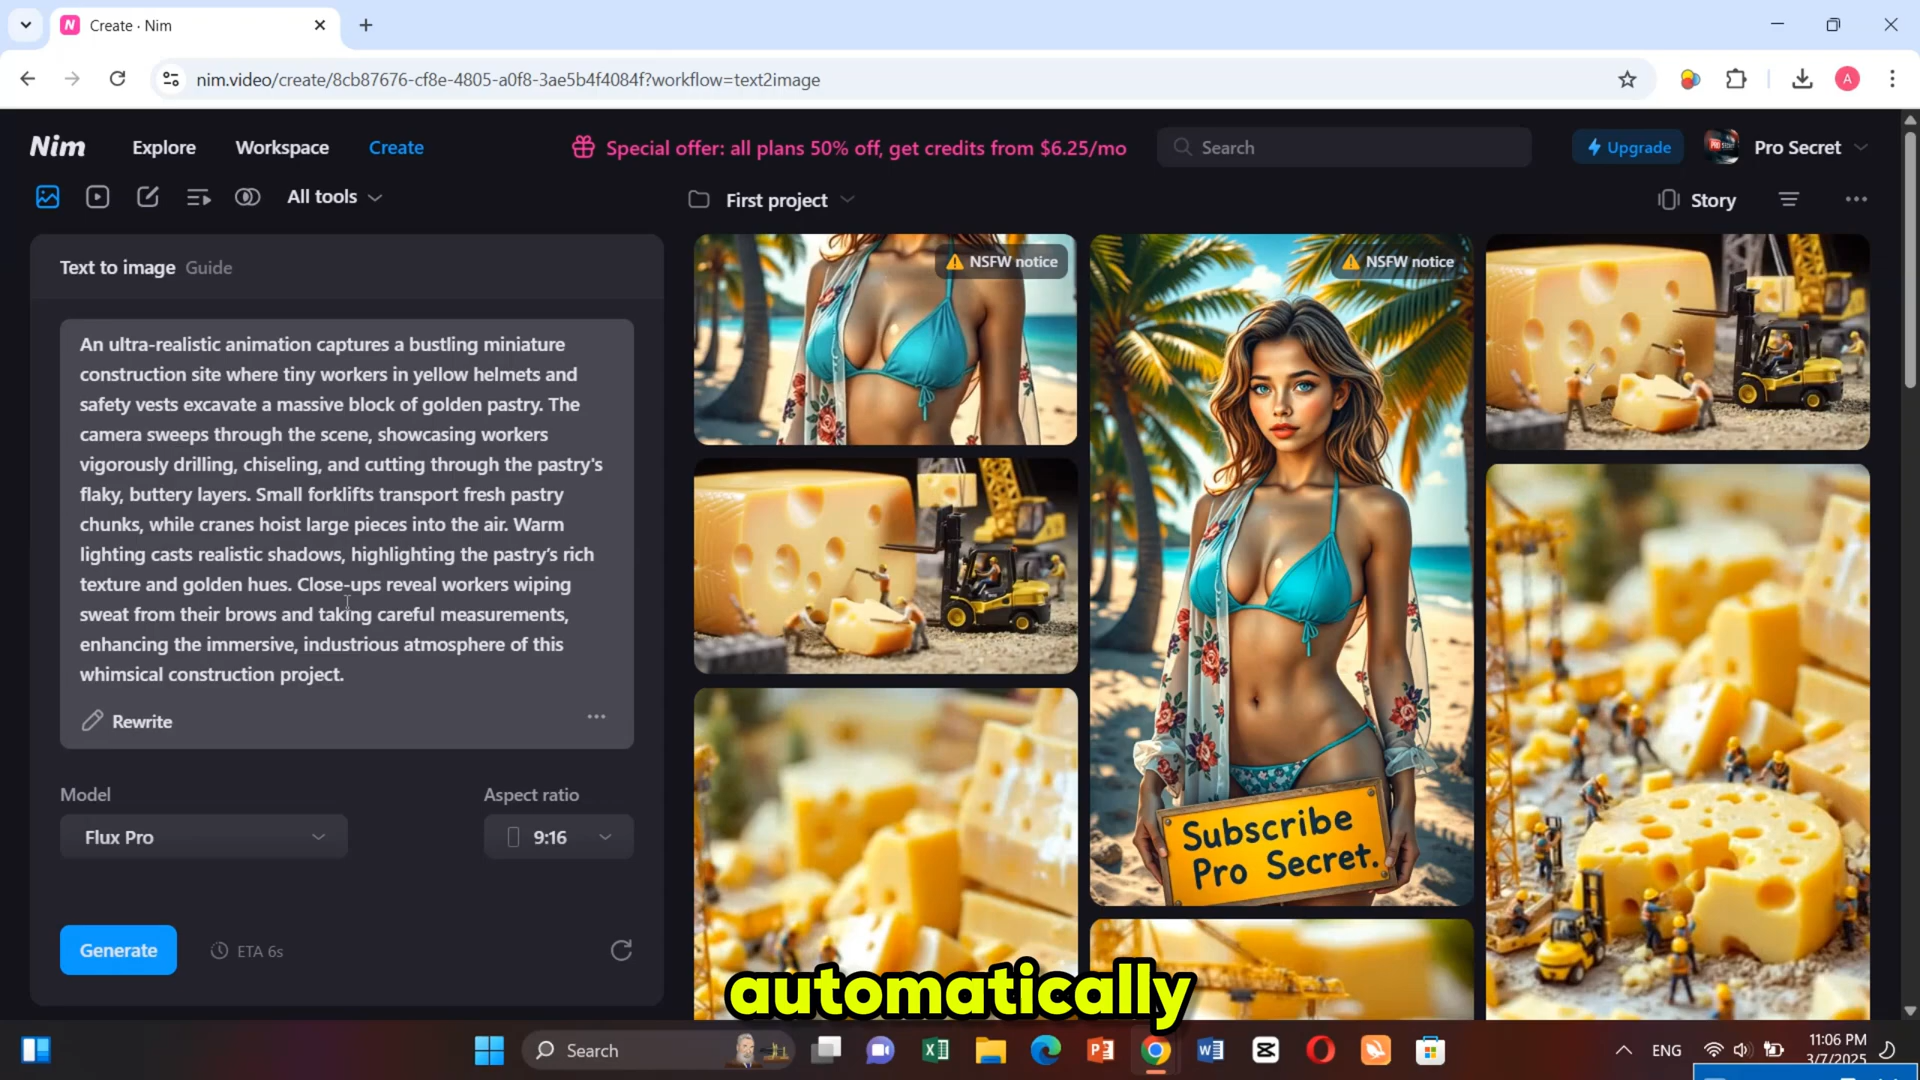 Create · Nim
nim.video/create/8cb87676-cf8e-4805-a0f8-3ae5b4f4084f?workflow=text2image
A
Nim
Explore
Workspace
Create
Special offer: all plans 50% off, get credits from $6.25/mo
Search
Upgrade
Pro Secret
All tools
First project
Story
Text to image Guide
An ultra-realistic animation captures a bustling miniature
construction site where tiny workers in yellow helmets and
safety vests excavate a massive block of golden pastry. The
camera sweeps through the scene, showcasing workers
vigorously drilling, chiseling, and cutting through the pastry's
flaky, buttery layers. Small forklifts transport fresh pastry
chunks, while cranes hoist large pieces into the air. Warm
lighting casts realistic shadows, highlighting the pastry’s rich
texture and golden hues. Close-ups reveal workers wiping
sweat from their brows and taking careful measurements,
enhancing the immersive, industrious atmosphere of this
whimsical construction project.
Rewrite
Model
Aspect ratio
Flux Pro
9:16
Generate
ETA 6s
NSFW notice
NSFW notice
Subscribe
Pro Secret.
automatically
Search
ENG
11:06 PM
3/7/2025